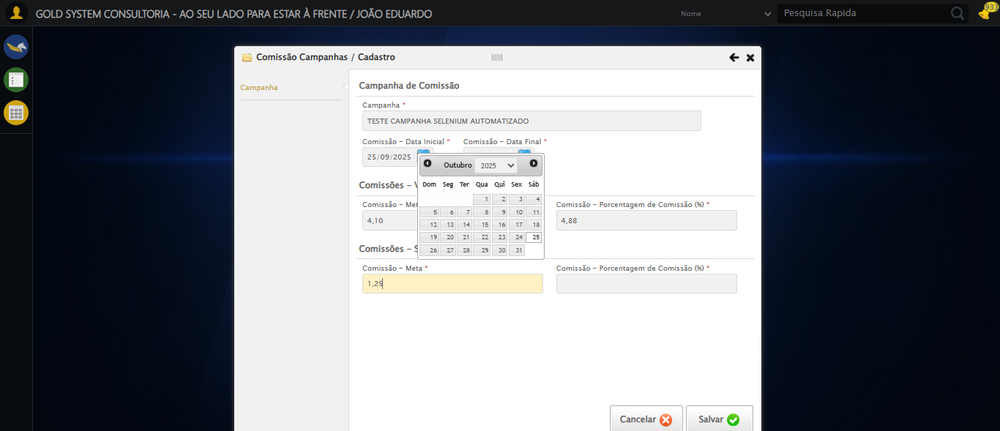 GOLD SYSTEM CONSULTORIA - AO SEU LADO PARA ESTAR À FRENTE / JOÃO EDUARDO
Nome
Pesquisa Rapida
933
Comissão Campanhas / Cadastro
Campanha
Campanha de Comissão
Campanha *
TESTE CAMPANHA SELENIUM AUTOMATIZADO
Comissão - Data Inicial * Comissão - Data Final *
25/09/2025
Outubro 2025
Dom Seg Ter Qua Qui Sex Sáb
1 2 3 4
5 6 7 8 9 10 11
12 13 14 15 16 17 18
19 20 21 22 23 24 25
26 27 28 29 30 31
Comissões -
Comissão - Met
Comissão - Porcentagem de Comissão (%) *
4,10
4,88
Comissões - S
Comissão - Meta * Comissão - Porcentagem de Comissão (%) *
1,25
Cancelar Salvar